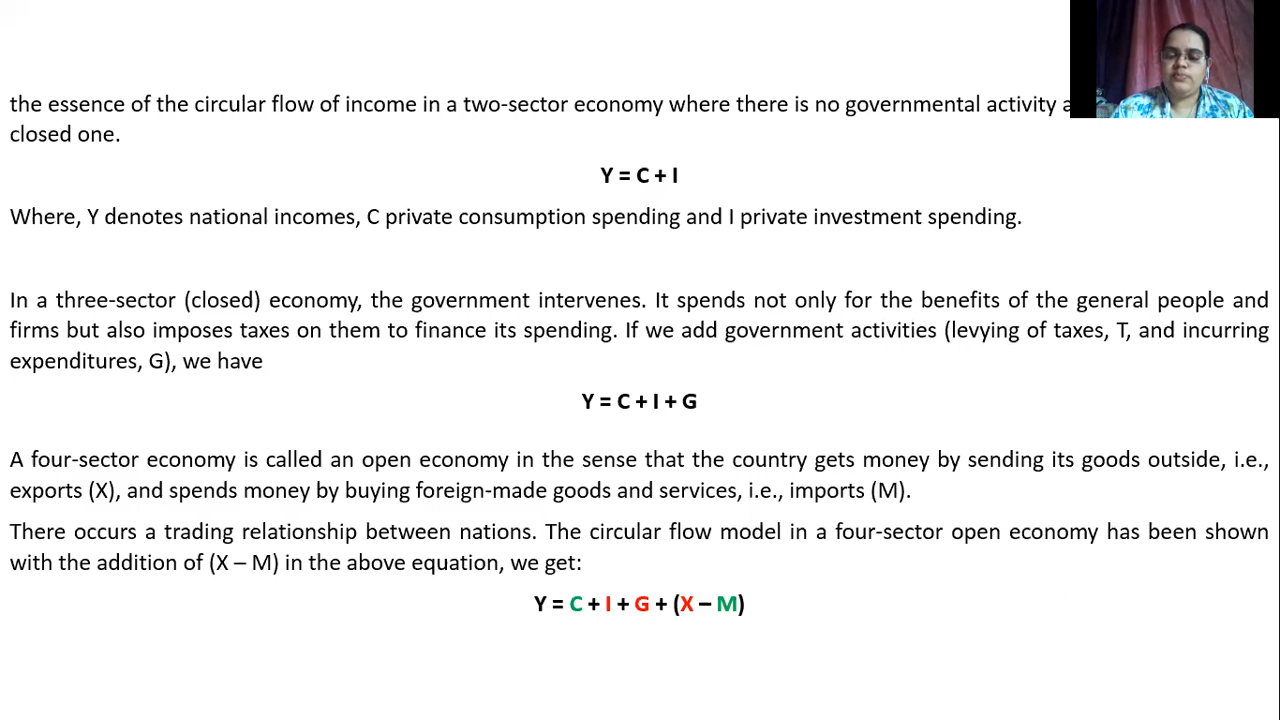 the essence of the circular flow of income in a two-sector economy where there is no governmental activity
closed one.
Y = C + I
Where, Y denotes national incomes, C private consumption spending and I private investment spending.
In a three-sector (closed) economy, the government intervenes. It spends not only for the benefits of the general people and
firms but also imposes taxes on them to finance its spending. If we add government activities (levying of taxes, T, and incurring
expenditures, G), we have
Y = C + I + G
A four-sector economy is called an open economy in the sense that the country gets money by sending its goods outside, i.e.,
exports (X), and spends money by buying foreign-made goods and services, i.e., imports (M).
There occurs a trading relationship between nations. The circular flow model in a four-sector open economy has been shown
with the addition of (X – M) in the above equation, we get:
Y = C + I + G + (X – M)